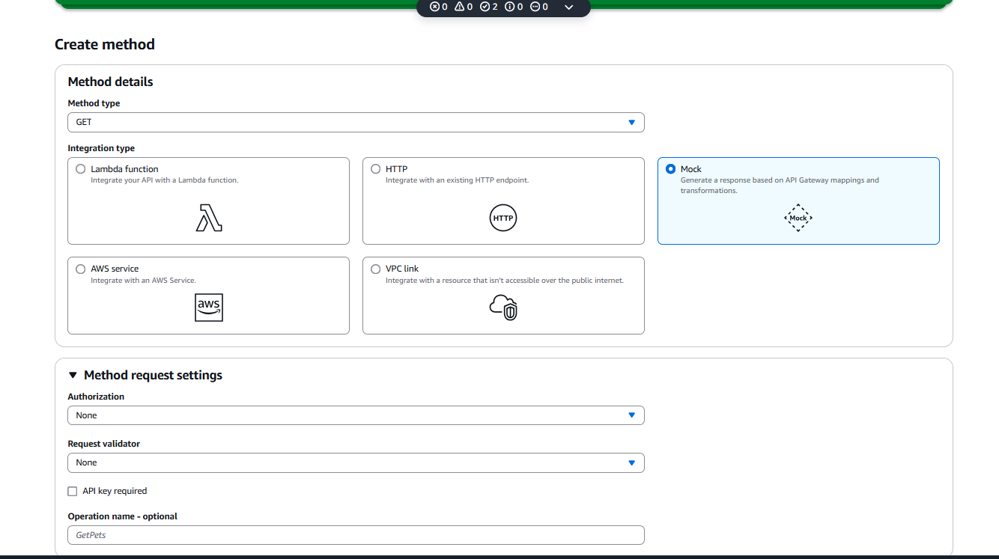 0 0 2 0 0
Create method
Method details
Method type
GET
Integration type
Lambda function
Integrate your API with a Lambda function.
HTTP
Integrate with an existing HTTP endpoint.
HTTP
Mock
Generate a response based on API Gateway mappings and
transformations.
Mock
AWS service
Integrate with an AWS Service.
aws
VPC link
Integrate with a resource that isn't accessible over the public internet.
Method request settings
Authorization
None
Request validator
None
API key required
Operation name - optional
GetPets